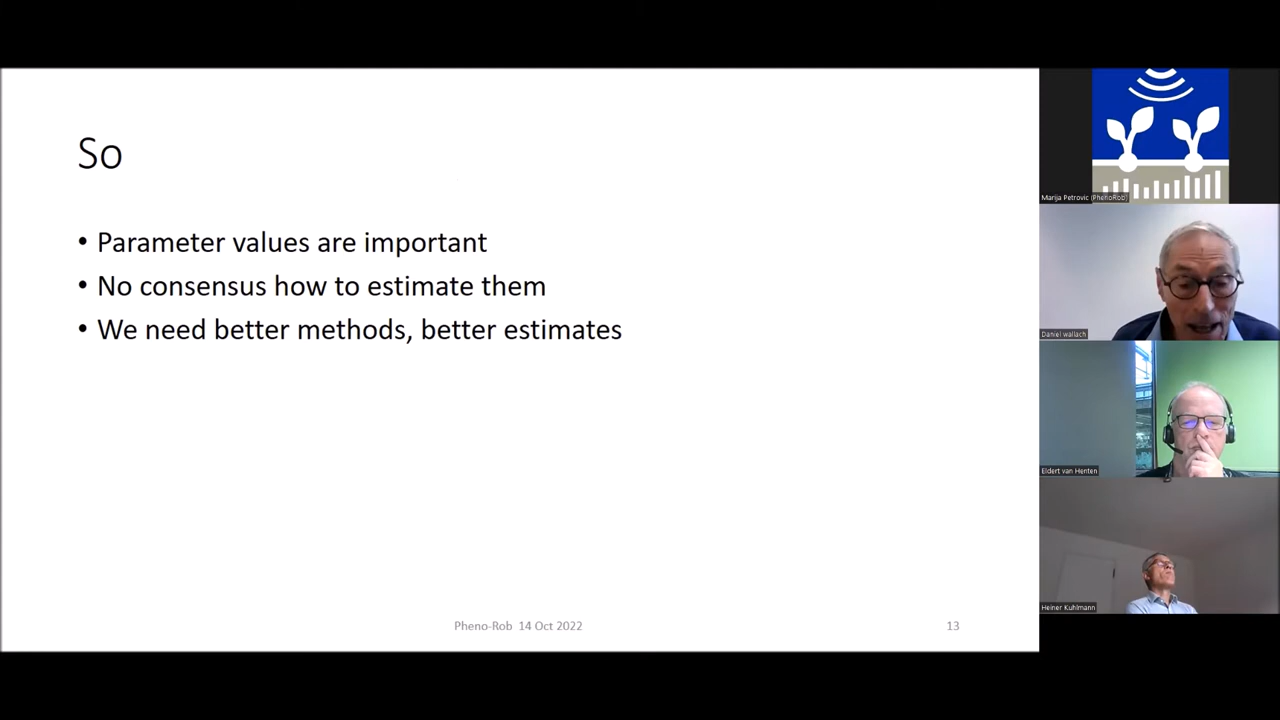 So
• Parameter values are important
• No consensus how to estimate them
• We need better methods, better estimates
Pheno-Rob 14 Oct 2022
13
Marija Petrovic (PhenoRob)
Daniel wallach
Eldert van Henten
Heiner Kuhlmann